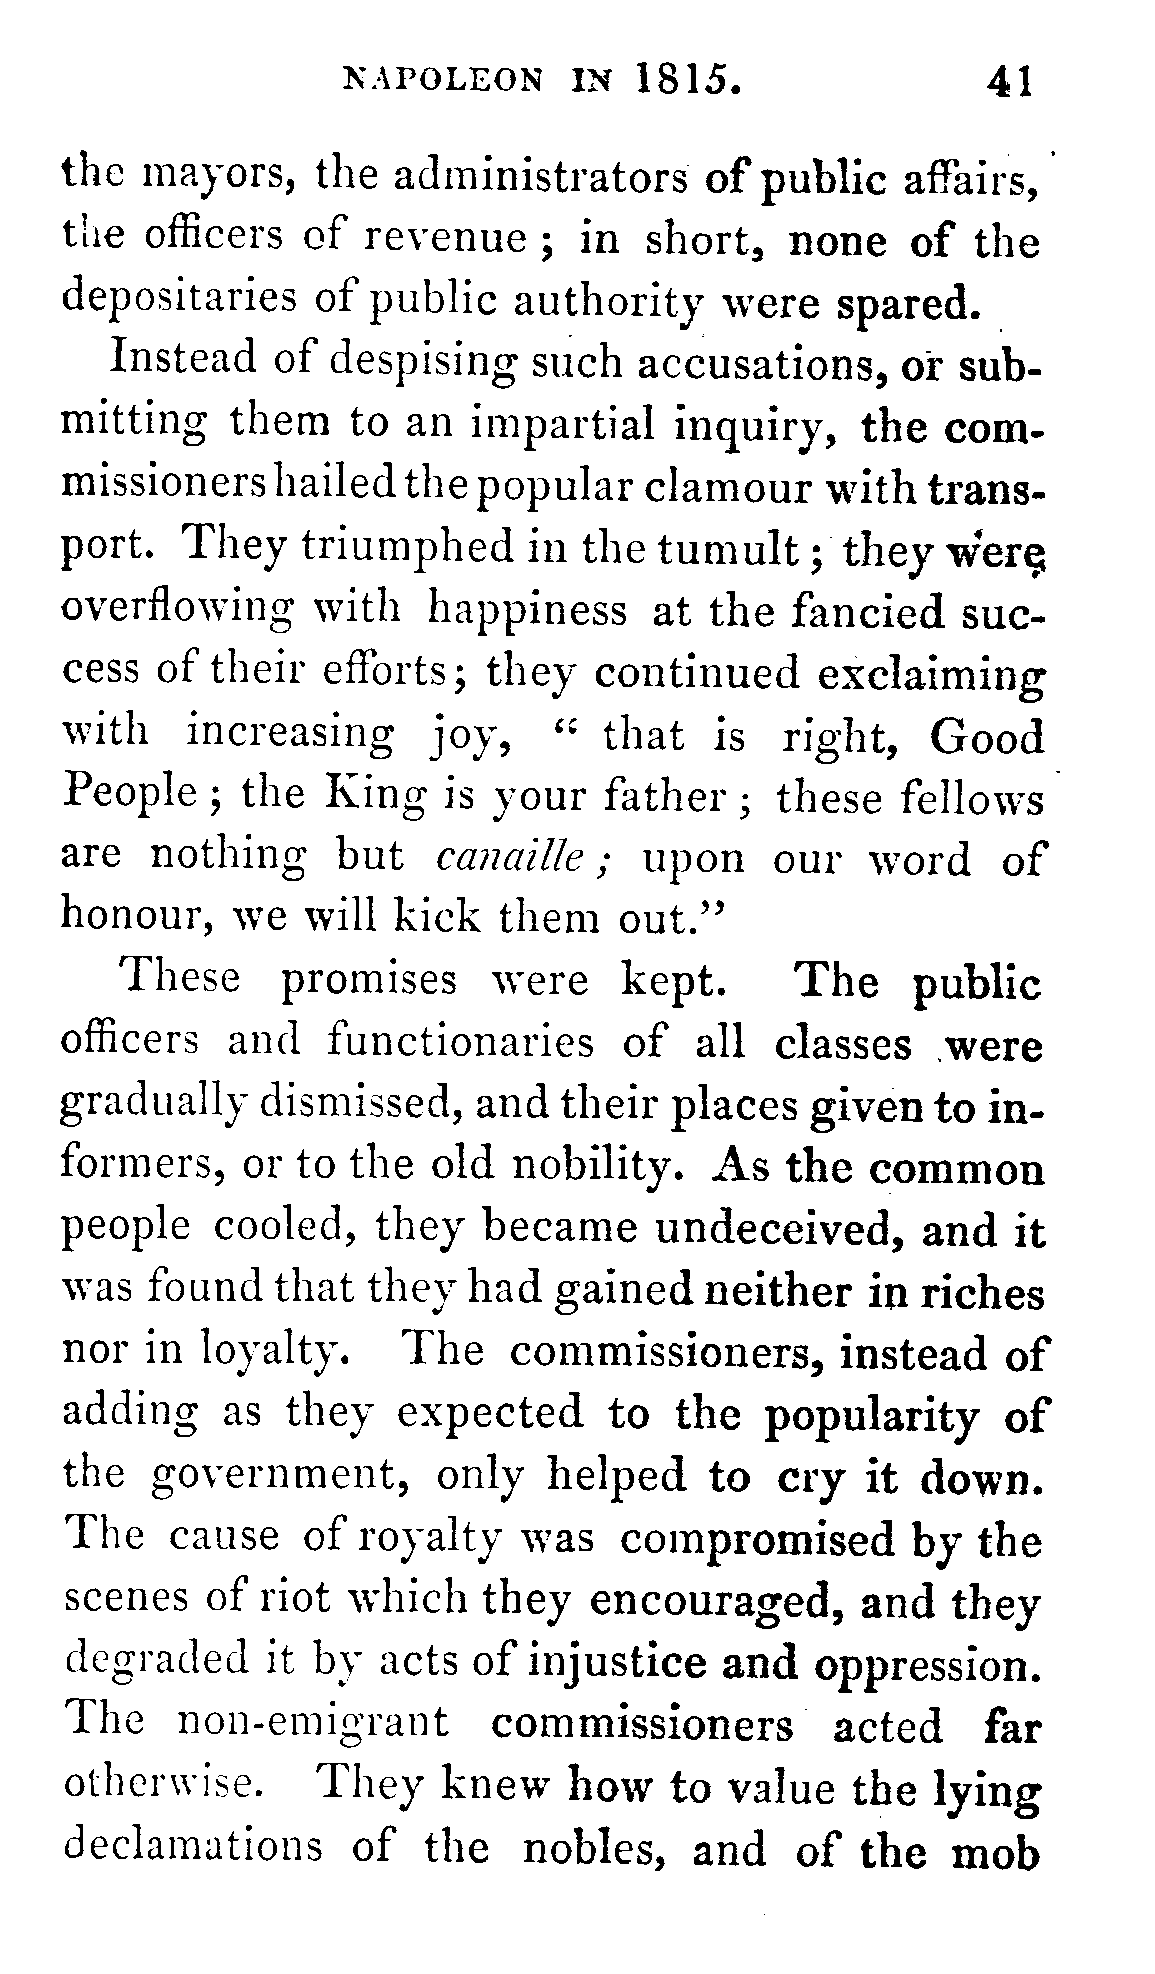 NAPOLEON IN 1815. 41
the mayors, the administrators of public affairs,
the officers of revenue ; in short, none of the
depositaries of public authority were spared.
Instead of despising such accusations, or sub-
mitting them to an impartial inquiry, the com-
missioners hailed the popular clamour with trans-
port. They triumphed in the tumult ; they were
overflowing with happiness at the fancied suc-
cess of their efforts ; they continued exclaiming
with increasing joy, “ that is right, Good
People ; the King is your father ; these fellows
are nothing but canaille ; upon our word of
honour, we will kick them out.”
These promises were kept. The public
officers and functionaries of all classes were
gradually dismissed, and their places given to in-
formers, or to the old nobility. As the common
people cooled, they became undeceived, and it
was found that they had gained neither in riches
nor in loyalty. The commissioners, instead of
adding as they expected to the popularity of
the government, only helped to cry it down.
The cause of royalty was compromised by the
scenes of riot which they encouraged, and they
degraded it by acts of injustice and oppression.
The non-emigrant commissioners acted far
otherwise. They knew how to value the lying
declamations of the nobles, and of the mob